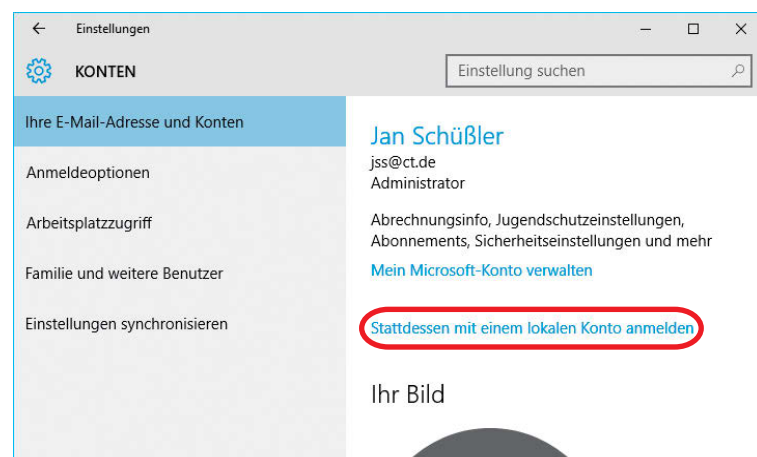 Einstellungen
KONTEN
Einstellung suchen
Ihre E-Mail-Adresse und Konten
Anmeldeoptionen
Arbeitsplatzzugriff
Familie und weitere Benutzer
Einstellungen synchronisieren
Jan Schüßler
jss@ct.de
Administrator
Abrechnungsinfo, Jugendschutzeinstellungen,
Abonnements, Sicherheitseinstellungen und mehr
Mein Microsoft-Konto verwalten
Stattdessen mit einem lokalen Konto anmelden
Ihr Bild